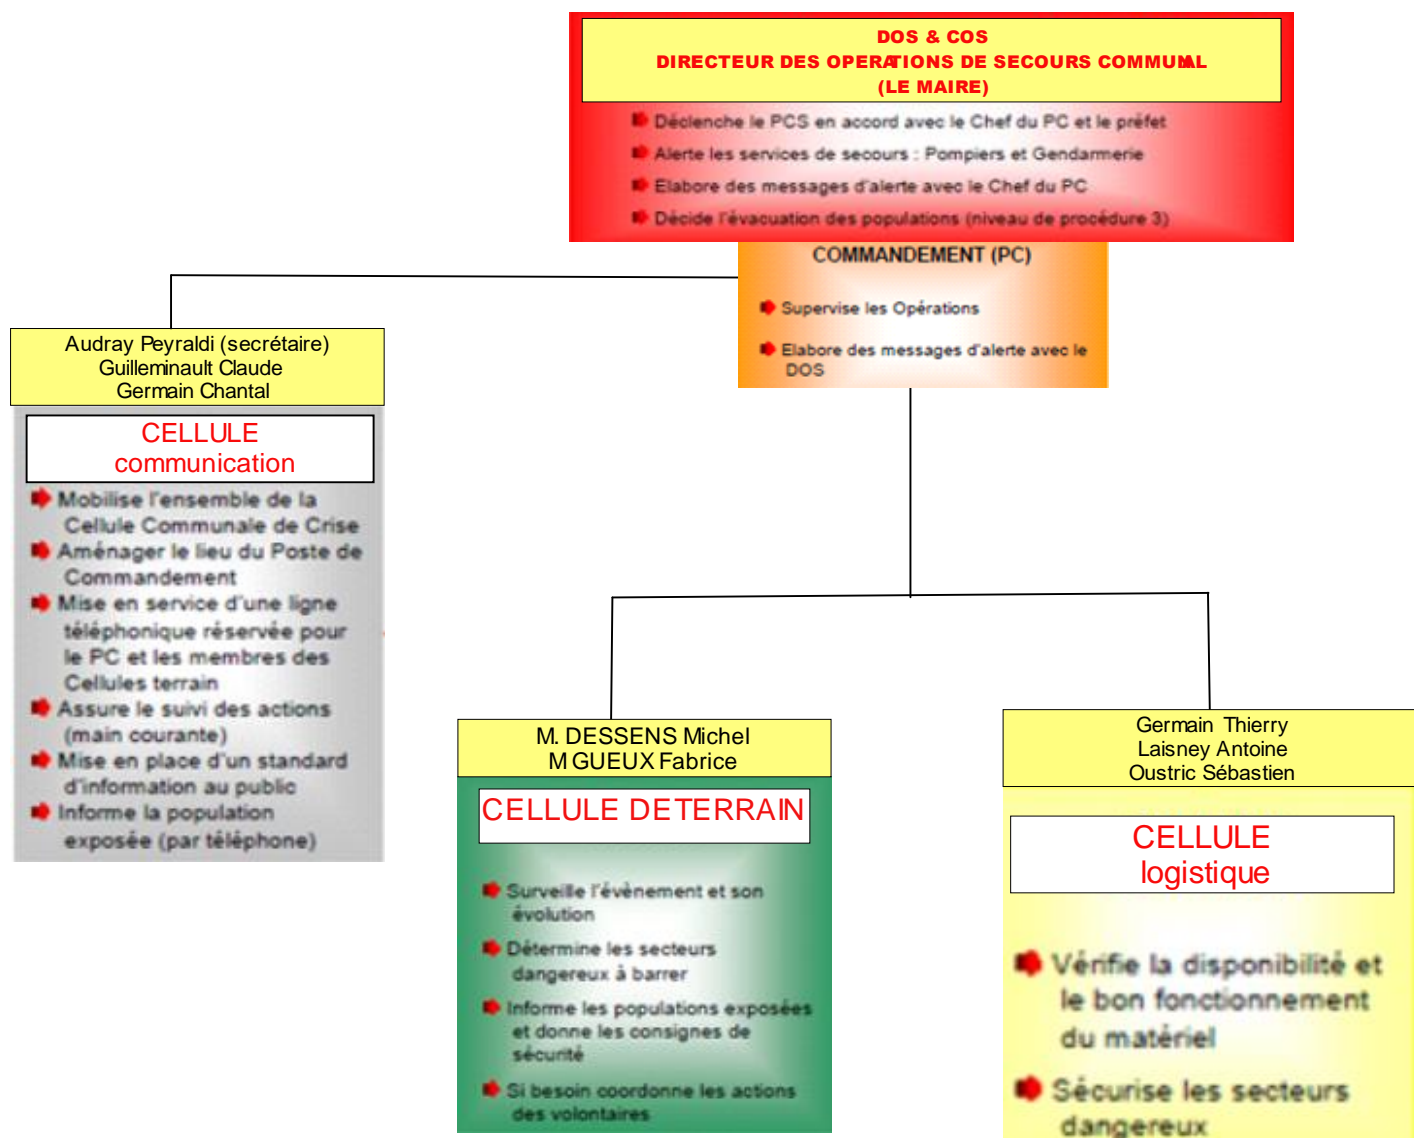 DOS & COS
DIRECTEUR DES OPERATIONS DE SECOURS COMMUNAL
(LE MAIRE)
Déclenche le PCS en accord avec le Chef du PC et le préfet
Alerte les services de secours : Pompiers et Gendarmerie
Elabore des messages d'alerte avec le Chef du PC
Décide l'évacuation des populations (niveau de procédure 3)
COMMANDEMENT (PC)
Supervise les Opérations
Elabore des messages d'alerte avec le
DOS
Audray Peyraldi (secrétaire)
Guilleminault Claude
Germain Chantal
CELLULE
communication
Mobilise l'ensemble de la
Cellule Communale de Crise
Aménager le lieu du Poste de
Commandement
Mise en service d'une ligne
téléphonique réservée pour
le PC et les membres des
Cellules terrain
Assure le suivi des actions
(main courante)
Mise en place d'un standard
d'information au public
Informe la population
exposée (par téléphone)
M. DESSENS Michel
M GUEUX Fabrice
CELLULE DE TERRAIN
Surveille l'évènement et son
évolution
Détermine les secteurs
dangereux à barrer
Informe les populations exposées
et donne les consignes de
sécurité
Si besoin coordonne les actions
des volontaires
Germain Thierry
Laisney Antoine
Oustric Sébastien
CELLULE
logistique
Vérifie la disponibilité et
le bon fonctionnement
du matériel
Sécurise les secteurs
dangereux